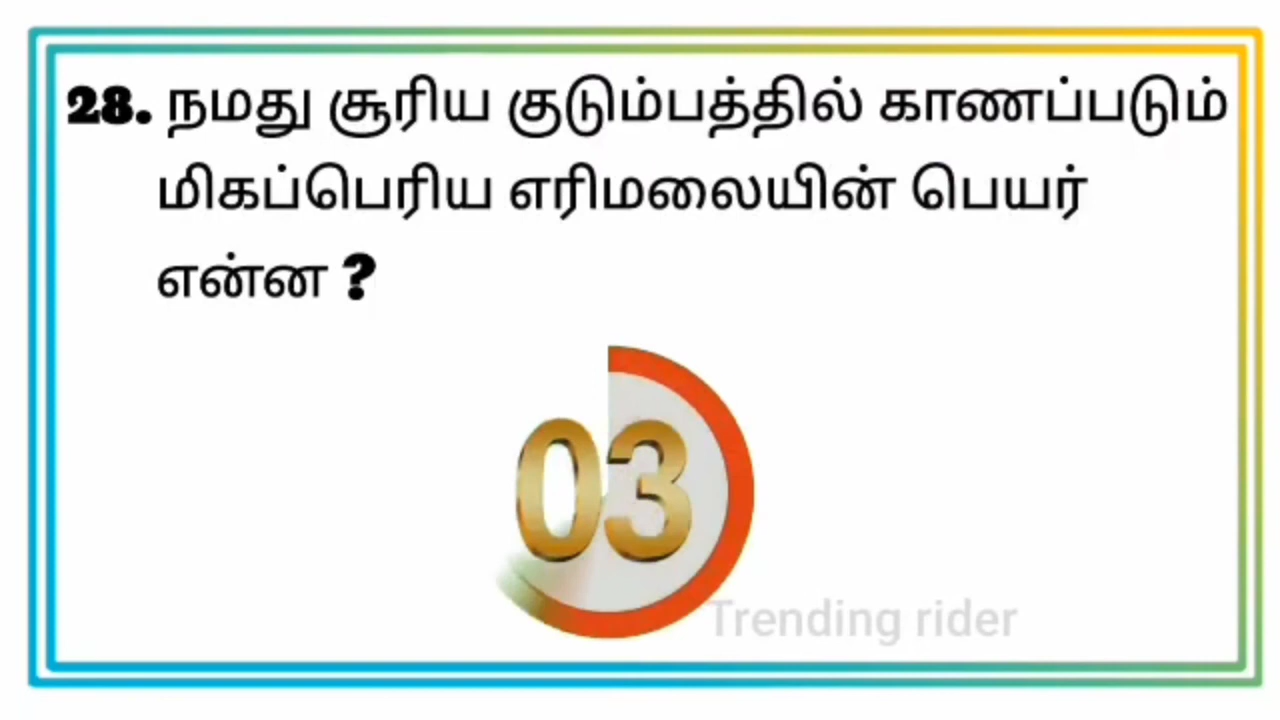 28. நமது சூரிய குடும்பத்தில் காணப்படும்
மிகப்பெரிய எரிமலையின் பெயர்
என்ன ?
03
Trending rider